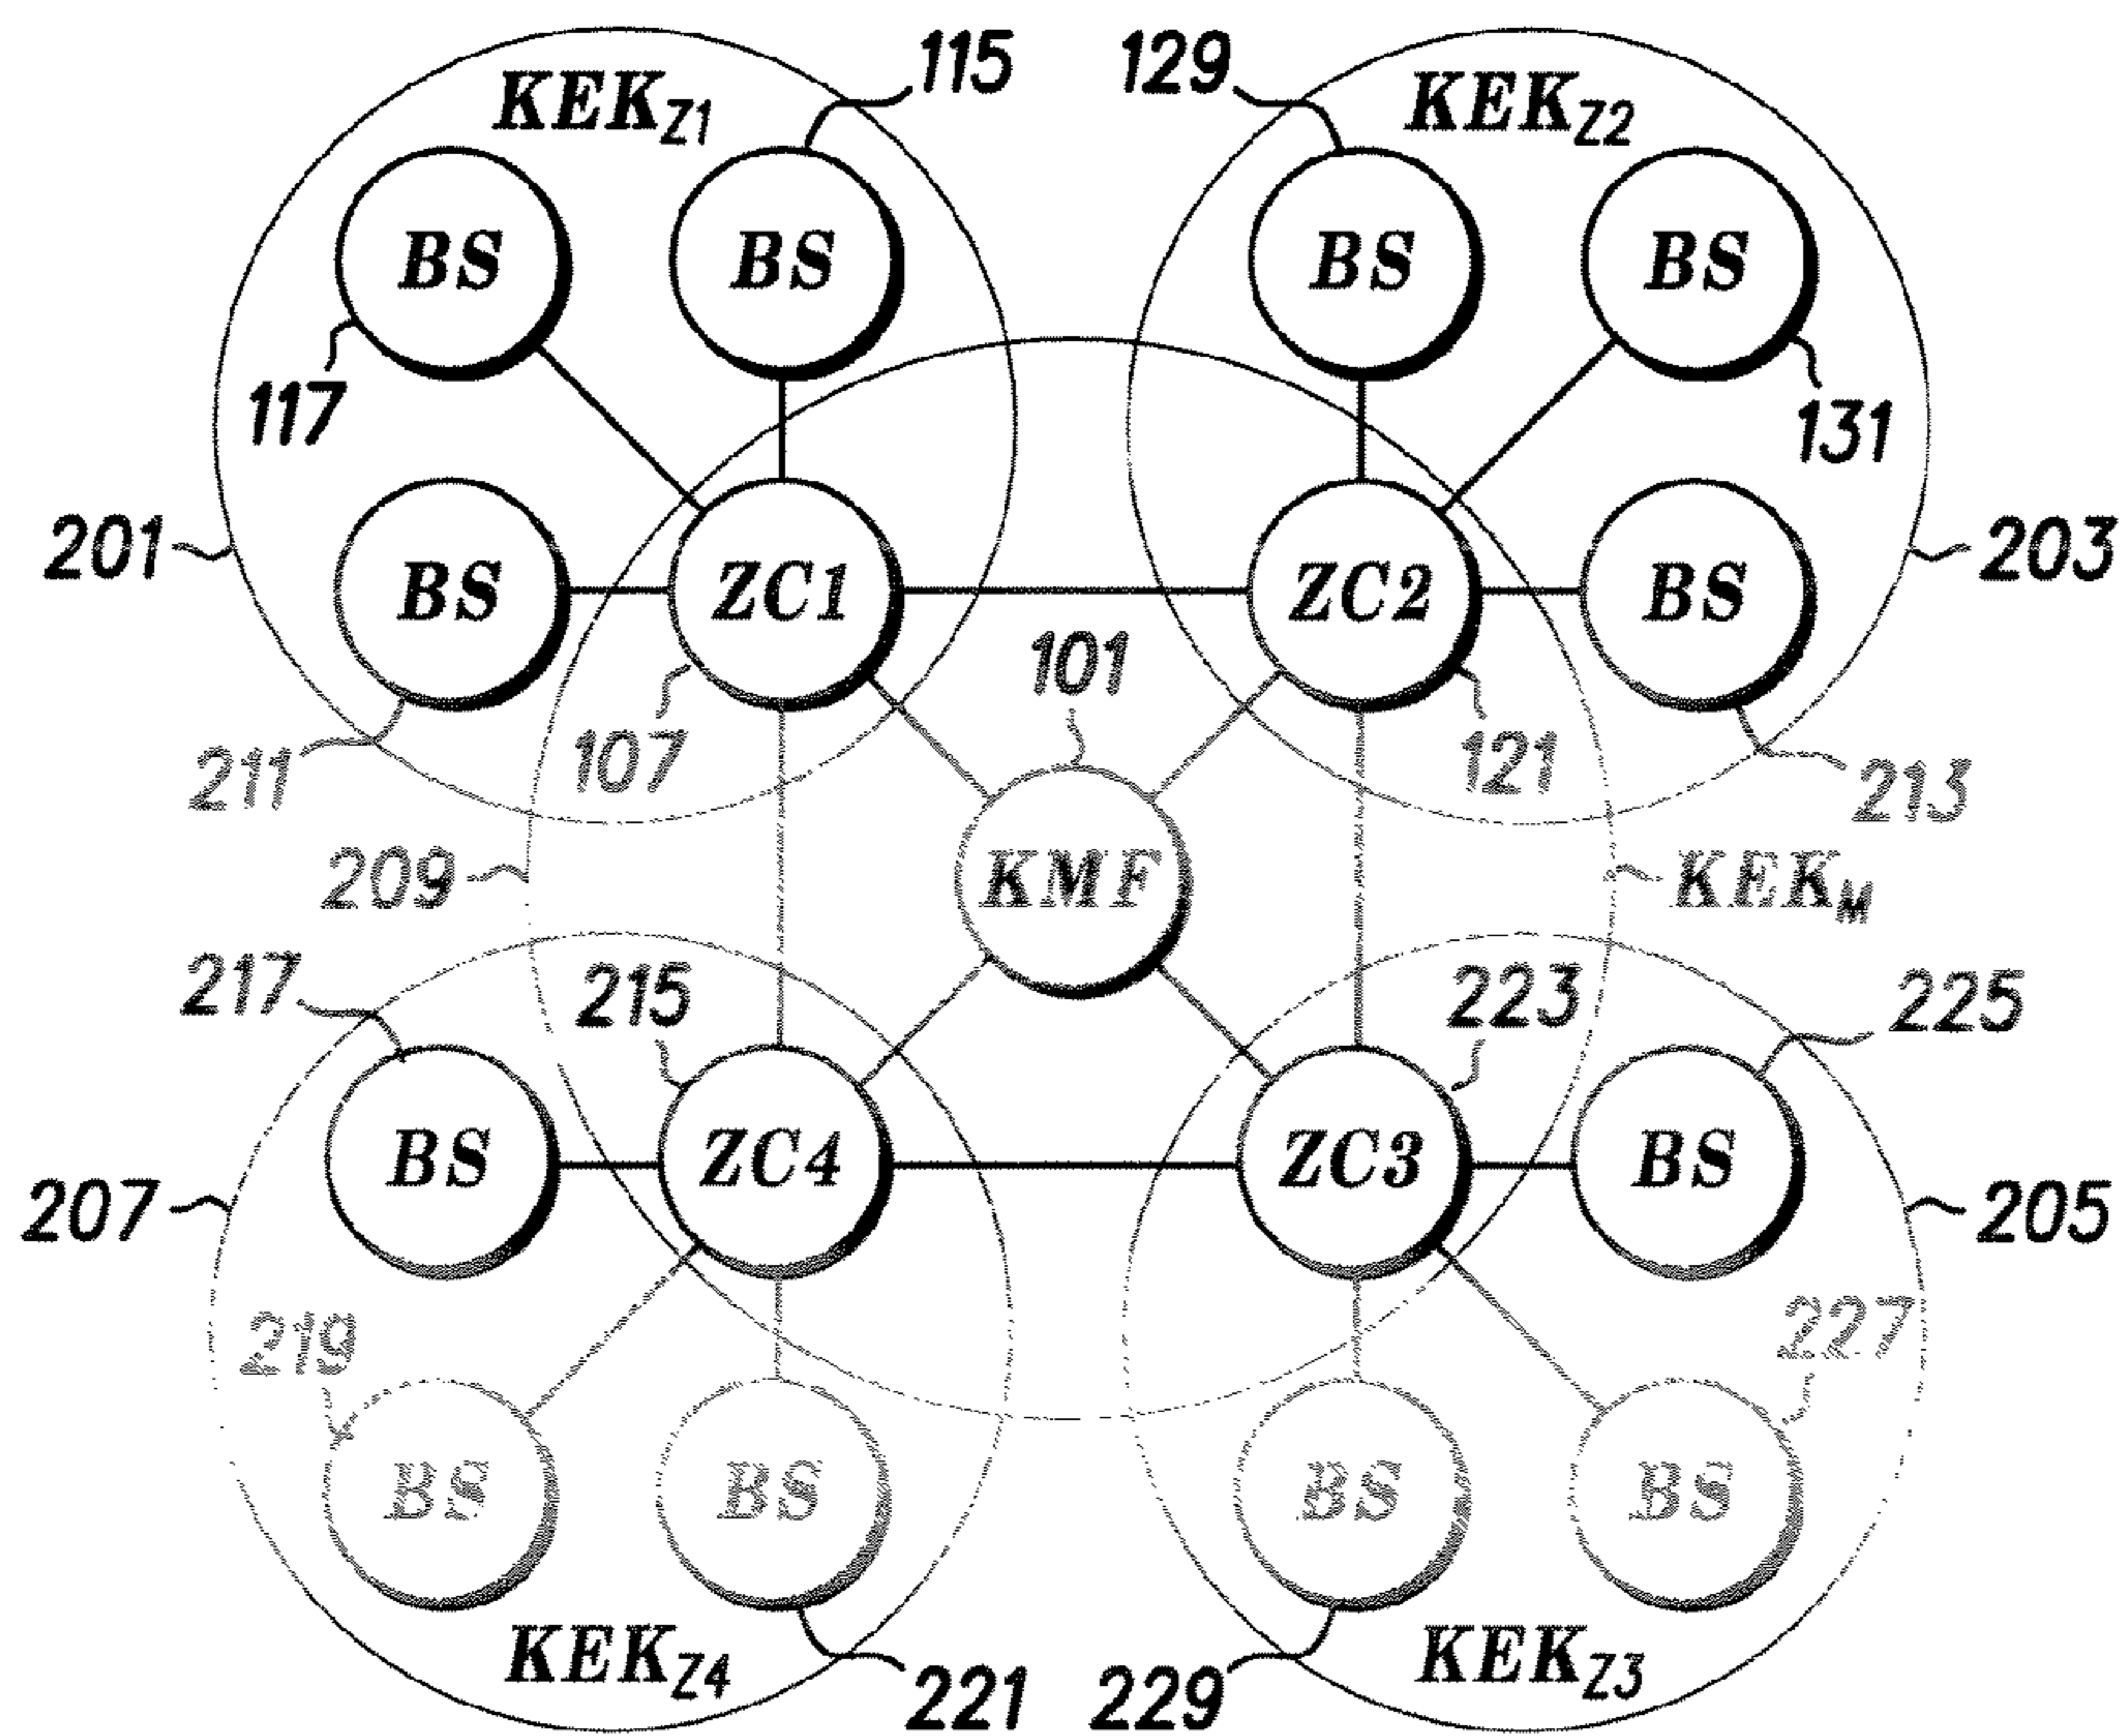 115
129
KEKZ1
KEKZ2
BS
BS
BS
BS
117
131
201
BS
ZC1
ZC2
BS
203
101
211
107
121
213
209
KMF
KEKM
217
215
223
225
207
BS
ZC4
ZC3
BS
205
219
227
BS
BS
BS
BS
KEKZ4
221
229
KEKZ3